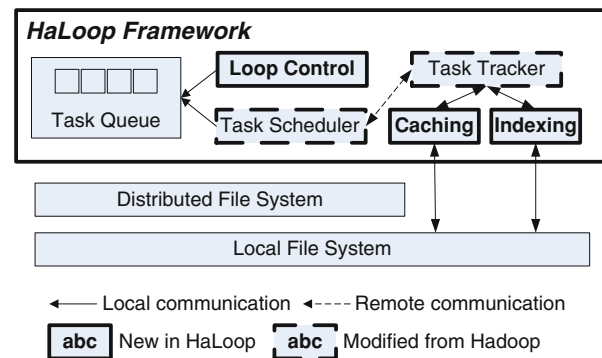 HaLoop Framework
Loop Control
Task Tracker
Task Queue
Task Scheduler
Caching
Indexing
Distributed File System
Local File System
Local communication
Remote communication
abc New in HaLoop
abc Modified from Hadoop